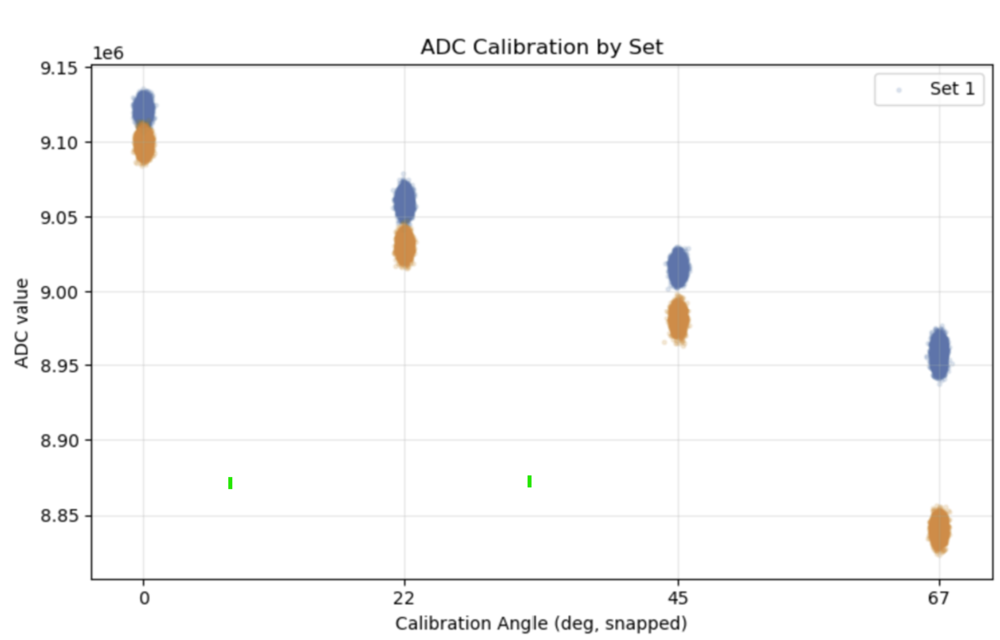 ADC Calibration by Set
1e6
9.15
Set 1
9.10
9.05
9.00
8.95
8.90
8.85
ADC value
0 22 45 67
Calibration Angle (deg, snapped)